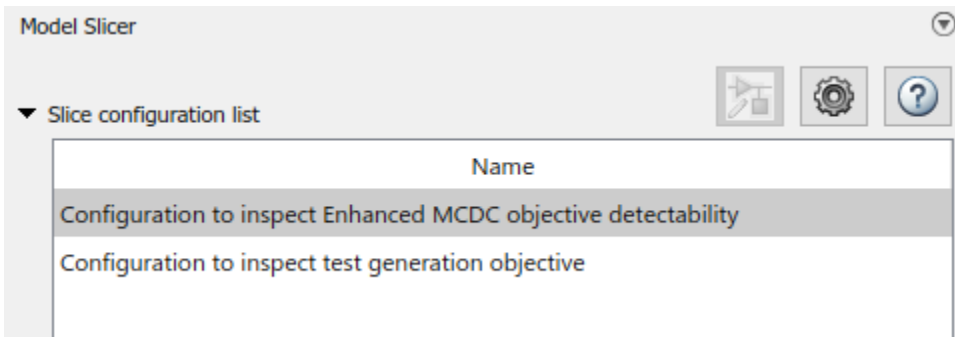 Model Slicer
Slice configuration list
Name
Configuration to inspect Enhanced MCDC objective detectability
Configuration to inspect test generation objective